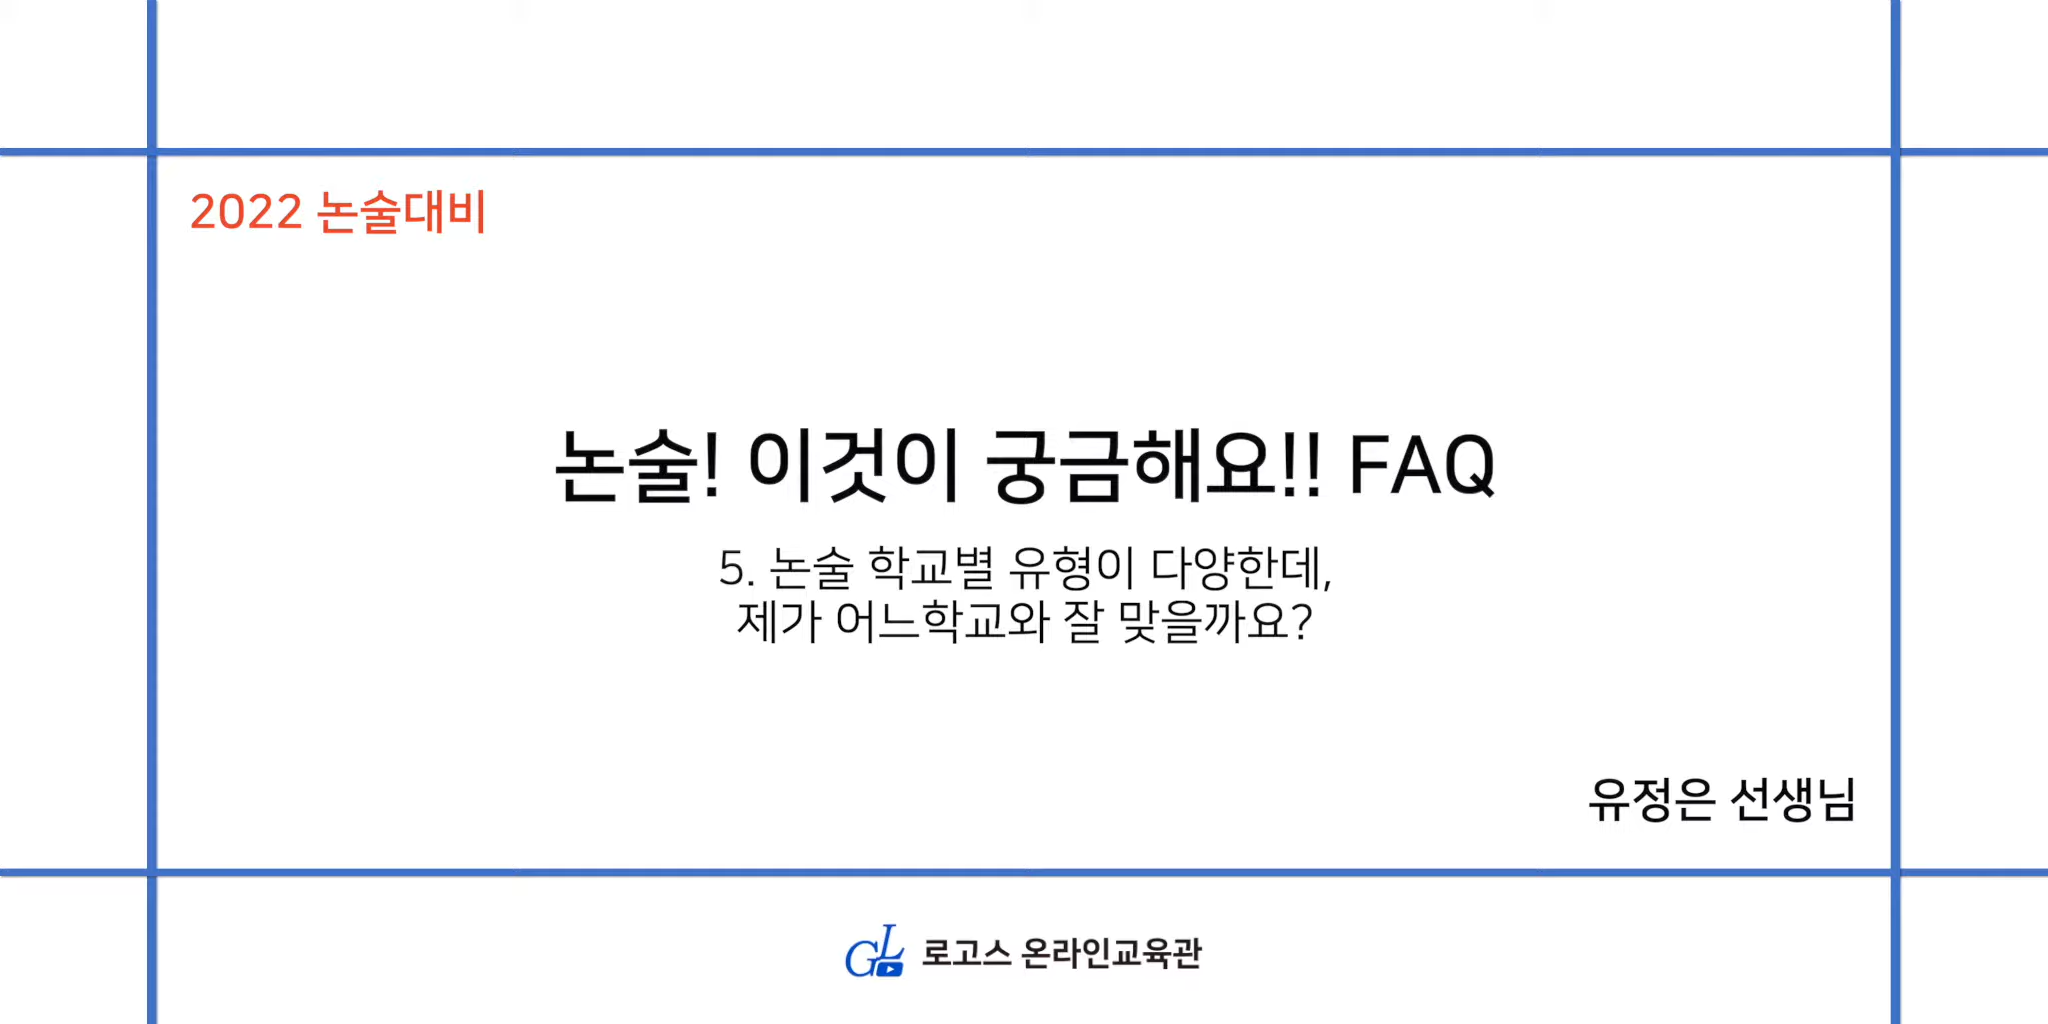 2022 논술대비
논술! 이것이 궁금해요!! FAQ
5. 논술 학교별 유형이 다양한데,
제가 어느학교와 잘 맞을까요?
유정은 선생님
GL 로고스 온라인교육관